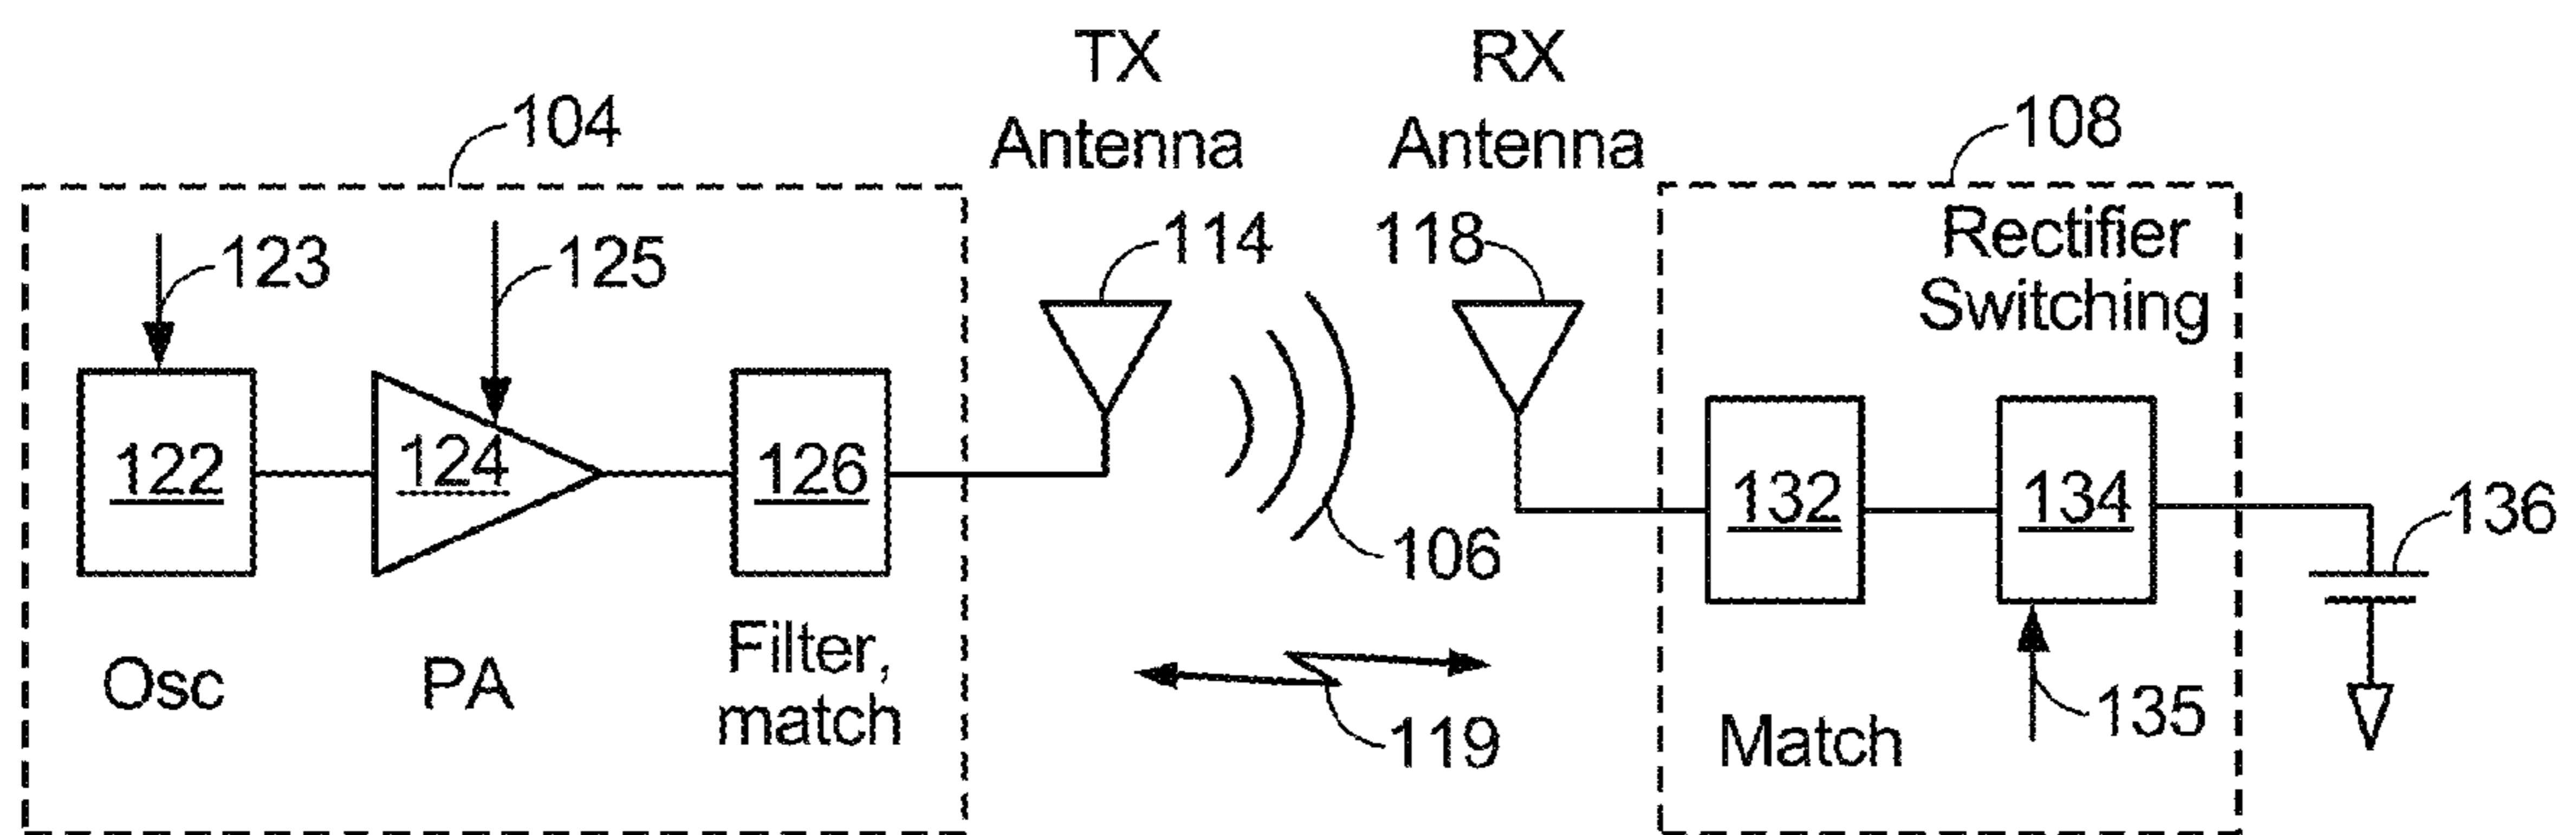 TX
Antenna
RX
Antenna
104
108
123
125
114
118
Rectifier
Switching
122
124
126
106
132
134
136
Osc
PA
Filter,
match
119
Match
135